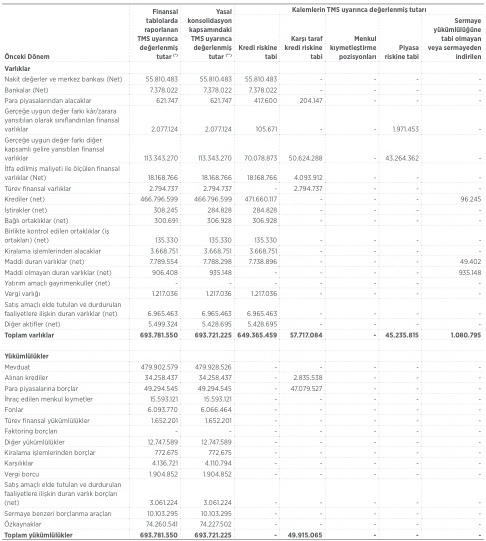 Kalemlerin TMS uyarınca değerlenmiş tutarı
Önceki Dönem | Finansal tablolarda raporlanan TMS uyarınca değerlenmiş tutar (*) | Yasal konsolidasyon kapsamındaki TMS uyarınca değerlenmiş tutar (**) | Kredi riskine tabi | Karşı taraf kredi riskine tabi | Menkul kıymetleştirme pozisyonları | Piyasa riskine tabi | Sermaye yükümlülüğüne tabi olmayan veya sermayeden indirilen
Varlıklar
Nakit değerler ve merkez bankası (Net) 55.810.483 55.810.483 55.810.483 - - - -
Bankalar (Net) 7.378.022 7.378.022 7.378.022 - - - -
Para piyasalarından alacaklar 621.747 621.747 417.600 204.147 - - -
Gerçeğe uygun değer farkı kâr/zarara
yansıtılan olarak sınıflandırılan finansal
varlıklar 2.077.124 2.077.124 105.671 - - 1.971.453 -
Gerçeğe uygun değer farkı diğer
kapsamlı gelire yansıtılan finansal
varlıklar 113.343.270 113.343.270 70.078.873 50.624.288 - 43.264.362 -
İtfa edilmiş maliyeti ile ölçülen finansal
varlıklar (Net) 18.168.766 18.168.766 18.168.766 4.093.912 - - -
Türev finansal varlıklar 2.794.737 2.794.737 - 2.794.737 - - -
Krediler (net) 466.796.599 466.796.599 471.660.117 - - - 96.245
İştirakler (net) 308.245 284.828 284.828 - - - -
Bağlı ortaklıklar (net) 300.691 306.928 306.928 - - - -
Birlikte kontrol edilen ortaklıklar (iş
ortakları) (net) 135.330 135.330 135.330 - - - -
Kiralama işlemlerinden alacaklar 3.668.751 3.668.751 3.668.751 - - - -
Maddi duran varlıklar (net) 7.789.554 7.788.298 7.738.896 - - - 49.402
Maddi olmayan duran varlıklar (net) 906.408 935.148 - - - - 935.148
Yatırım amaçlı gayrimenkuller (net) - - - - - - -
Vergi varlığı 1.217.036 1.217.036 1.217.036 - - - -
Satış amaçlı elde tutulan ve durdurulan
faaliyetlere ilişkin duran varlıklar (net) 6.965.463 6.965.463 6.965.463 - - - -
Diğer aktifler (net) 5.499.324 5.428.695 5.428.695 - - - -
Toplam varlıklar 693.781.550 693.721.225 649.365.459 57.717.084 - 45.235.815 1.080.795
Yükümlülükler
Mevduat 479.902.579 479.928.526 - - - - -
Alınan krediler 34.258.437 34.258.437 - 2.835.538 - - -
Para piyasalarına borçlar 49.294.545 49.294.545 - 47.079.527 - - -
İhraç edilen menkul kıymetler 15.593.121 15.593.121 - - - - -
Fonlar 6.093.770 6.066.464 - - - - -
Türev finansal yükümlülükler 1.652.201 1.652.201 - - - - -
Faktoring borçları - - - - - - -
Diğer yükümlülükler 12.747.589 12.747.589 - - - - -
Kiralama işlemlerinden borçlar 772.675 772.675 - - - - -
Karşılıklar 4.136.721 4.110.794 - - - - -
Vergi borcu 1.904.852 1.904.852 - - - - -
Satış amaçlı elde tutulan ve durdurulan
faaliyetlere ilişkin duran varlık borçları
(net) 3.061.224 3.061.224 - - - - -
Sermaye benzeri borçlanma araçları 10.103.295 10.103.295 - - - - -
Özkaynaklar 74.260.541 74.227.502 - - - - -
Toplam yükümlülükler 693.781.550 693.721.225 - 49.915.065 - - -